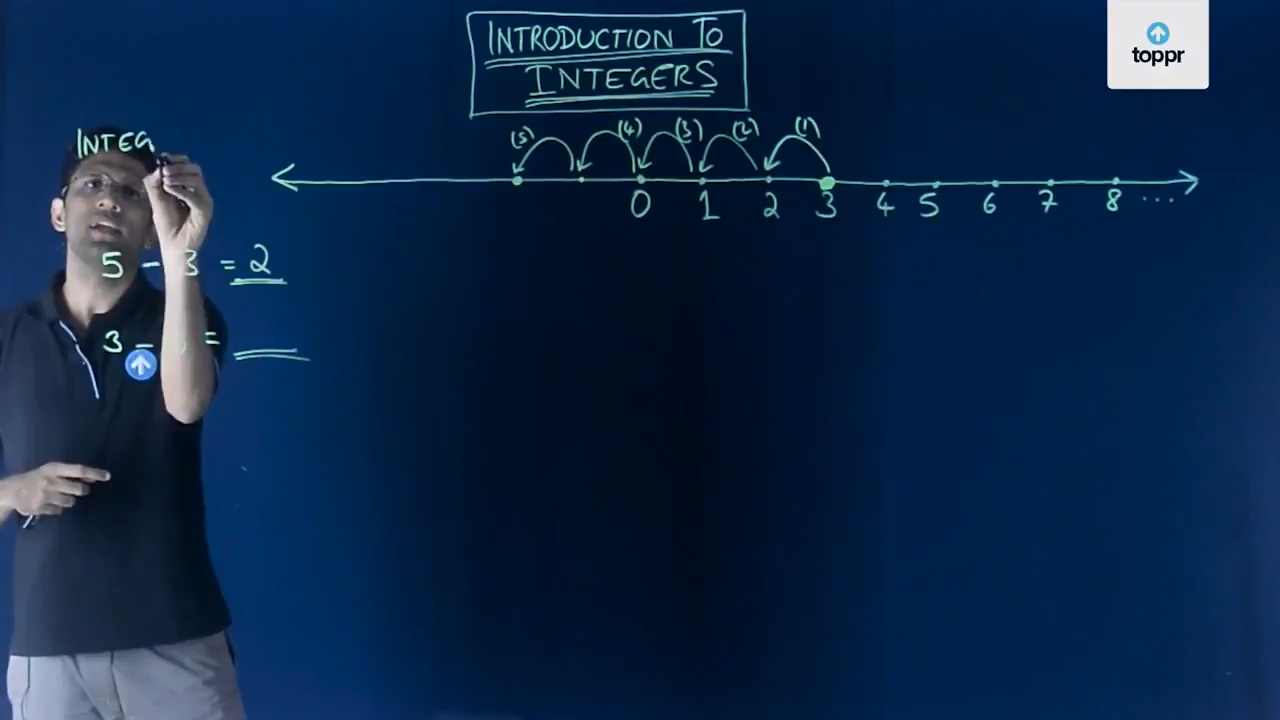 INTRODUCTION TO
INTEGERS
toppr
INTEG
(5) (4) (3) (2) (1)
0 1 2 3 4 5 6 7 8 ...
5 - 3 = 2
3 - =